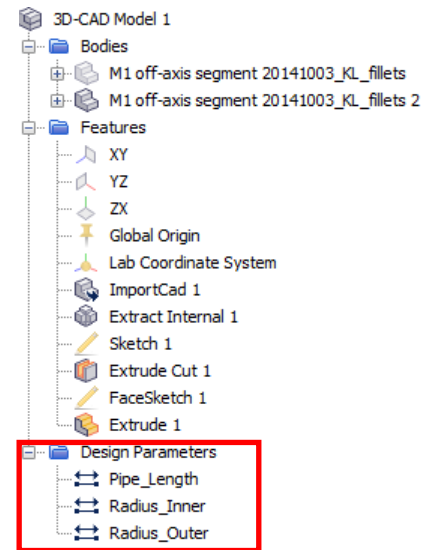 3D-CAD Model 1
Bodies
M1 off-axis segment 20141003_KL_fillets
M1 off-axis segment 20141003_KL_fillets 2
Features
XY
YZ
ZX
Global Origin
Lab Coordinate System
ImportCad 1
Extract Internal 1
Sketch 1
Extrude Cut 1
FaceSketch 1
Extrude 1
Design Parameters
Pipe_Length
Radius_Inner
Radius_Outer